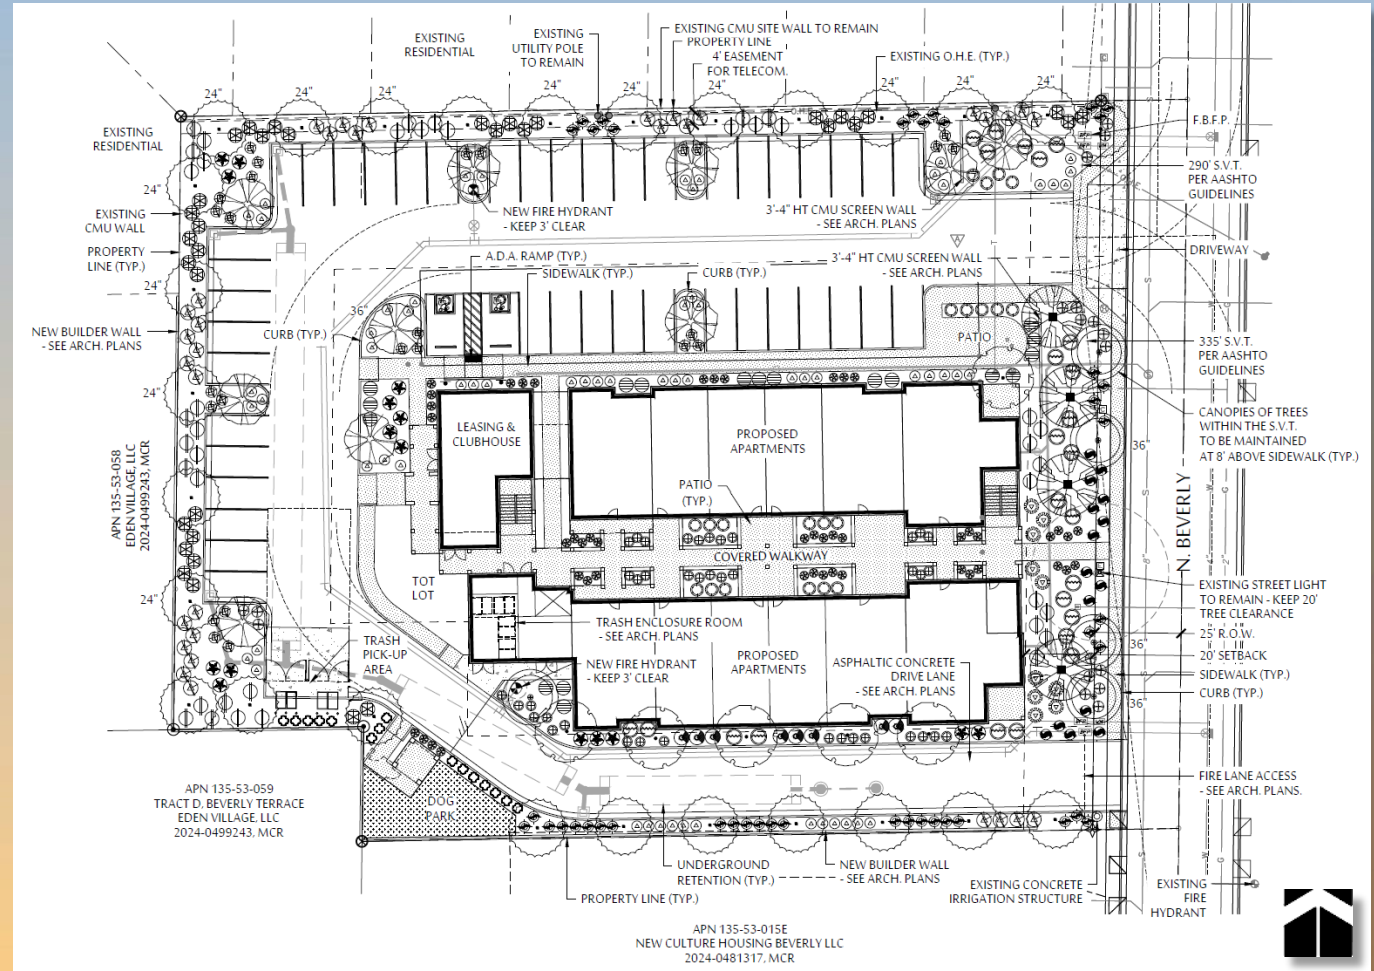 EXISTING
RESIDENTIAL
EXISTING
UTILITY POLE
TO REMAIN
EXISTING CMU SITE WALL TO REMAIN
PROPERTY LINE
4' EASEMENT
FOR TELECOM.
EXISTING O.H.E. (TYP.)
24"
24"
24"
24"
24"
24"
24"
24"
EXISTING
RESIDENTIAL
F.B.F.P.
290' S.V.T.
PER AASHTO
GUIDELINES
24"
EXISTING
CMU WALL
NEW FIRE HYDRANT
- KEEP 3' CLEAR
3'-4" HT CMU SCREEN WALL
- SEE ARCH. PLANS
DRIVEWAY
PROPERTY
LINE (TYP.)
A.D.A. RAMP (TYP.)
SIDEWALK (TYP.)
CURB (TYP.)
3'-4" HT CMU SCREEN WALL
- SEE ARCH. PLANS
24"
36"
NEW BUILDER WALL
- SEE ARCH. PLANS
CURB (TYP.)
PATIO
335' S.V.T.
PER AASHTO
GUIDELINES
24"
CANOPIES OF TREES
WITHIN THE S.V.T.
TO BE MAINTAINED
AT 8' ABOVE SIDEWALK (TYP.)
LEASING &
CLUBHOUSE
PROPOSED
APARTMENTS
36"
APN 135-53-058
EDEN VILLAGE, LLC
2024-0499243, MCR
PATIO
(TYP.)
N. BEVERLY
COVERED WALKWAY
TOT
LOT
24"
EXISTING STREET LIGHT
TO REMAIN - KEEP 20'
TREE CLEARANCE
TRASH ENCLOSURE ROOM
- SEE ARCH. PLANS
25' R.O.W.
TRASH
PICK-UP
AREA
36"
20' SETBACK
PROPOSED
APARTMENTS
NEW FIRE HYDRANT
- KEEP 3' CLEAR
ASPHALTIC CONCRETE
DRIVE LANE
- SEE ARCH. PLANS
SIDEWALK (TYP.)
CURB (TYP.)
36"
FIRE LANE ACCESS
- SEE ARCH. PLANS.
APN 135-53-059
TRACT D, BEVERLY TERRACE
EDEN VILLAGE, LLC
2024-0499243, MCR
DOG
PARK
UNDERGROUND
RETENTION (TYP.)
NEW BUILDER WALL
- SEE ARCH. PLANS
PROPERTY LINE (TYP.)
EXISTING CONCRETE
IRRIGATION STRUCTURE
EXISTING
FIRE
HYDRANT
APN 135-53-015E
NEW CULTURE HOUSING BEVERLY LLC
2024-0481317, MCR